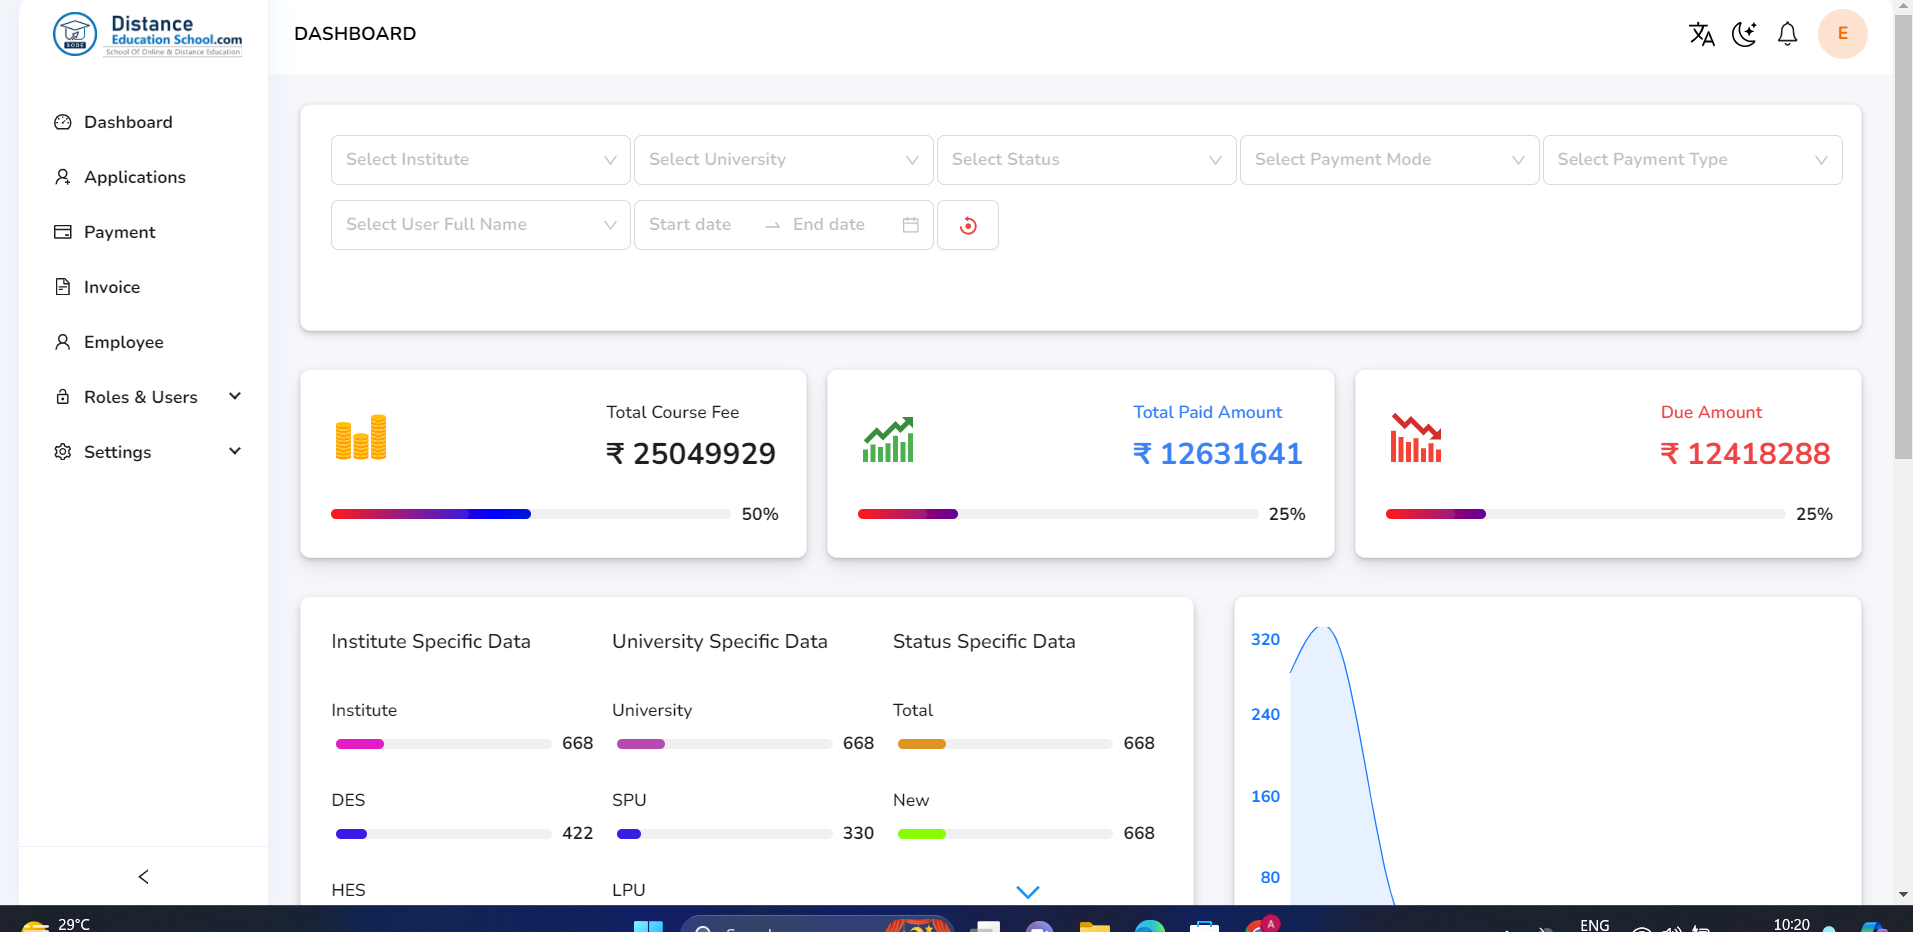 Distance
Education School.com
School Of Online & Distance Education
DASHBOARD
E
Dashboard
Applications
Payment
Invoice
Employee
Roles & Users
Settings
Select Institute
Select University
Select Status
Select Payment Mode
Select Payment Type
Select User Full Name
Start date
End date
Total Course Fee
₹ 25049929
50%
Total Paid Amount
₹ 12631641
25%
Due Amount
₹ 12418288
25%
Institute Specific Data
University Specific Data
Status Specific Data
Institute
668
University
668
Total
668
DES
422
SPU
330
New
668
HES
LPU
320
240
160
80
29°C
A
ENG
10:20